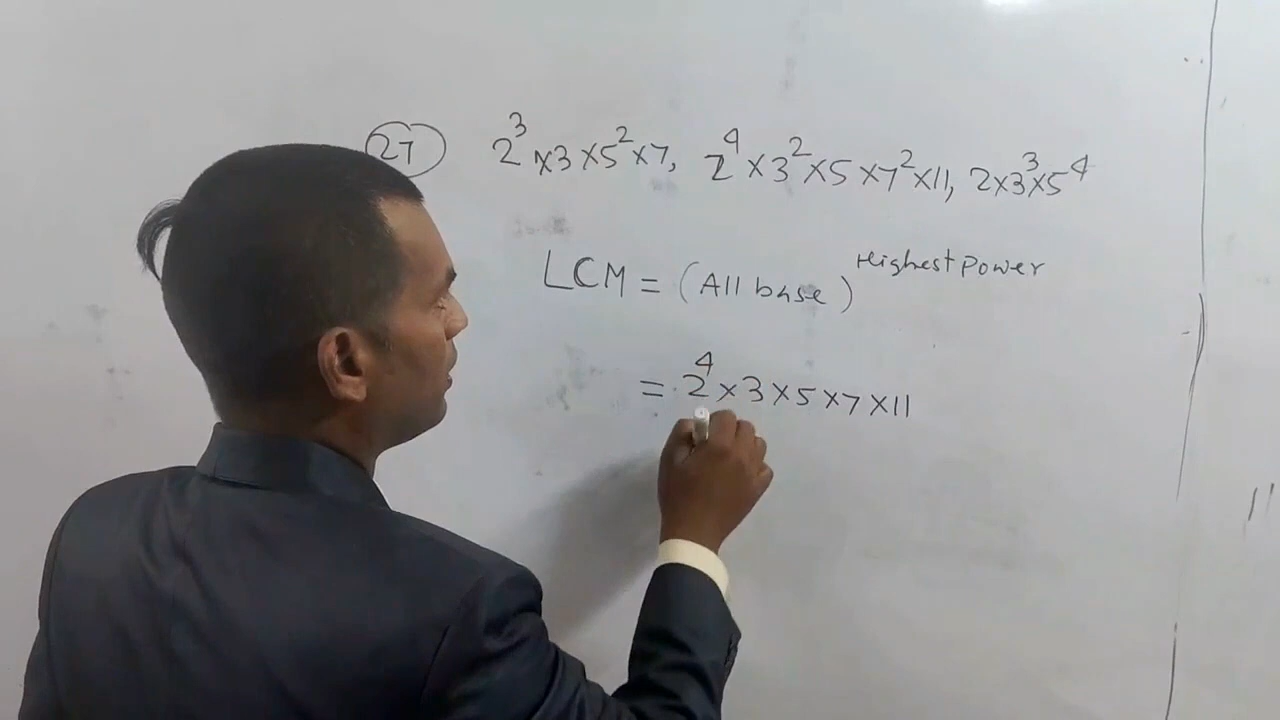 27 2³ × 3 × 5² × 7, 2⁴ × 3² × 5 × 7² × 11, 2 × 3³ × 5⁴
LCM = (All base)^Highest Power
= 2⁴ × 3 × 5 × 7 × 11
11